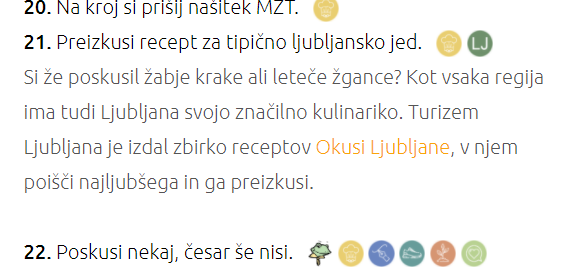 20. Na kroj si prišij našitek MZT.
21. Preizkusi recept za tipično ljubljansko jed. LJ
Si že poskusil žabje krake ali leteče žgance? Kot vsaka regija
ima tudi Ljubljana svojo značilno kulinariko. Turizem
Ljubljana je izdal zbirko receptov Okusi Ljubljane, v njem
poišči najljubšega in ga preizkusi.
22. Poskusi nekaj, česar še nisi.